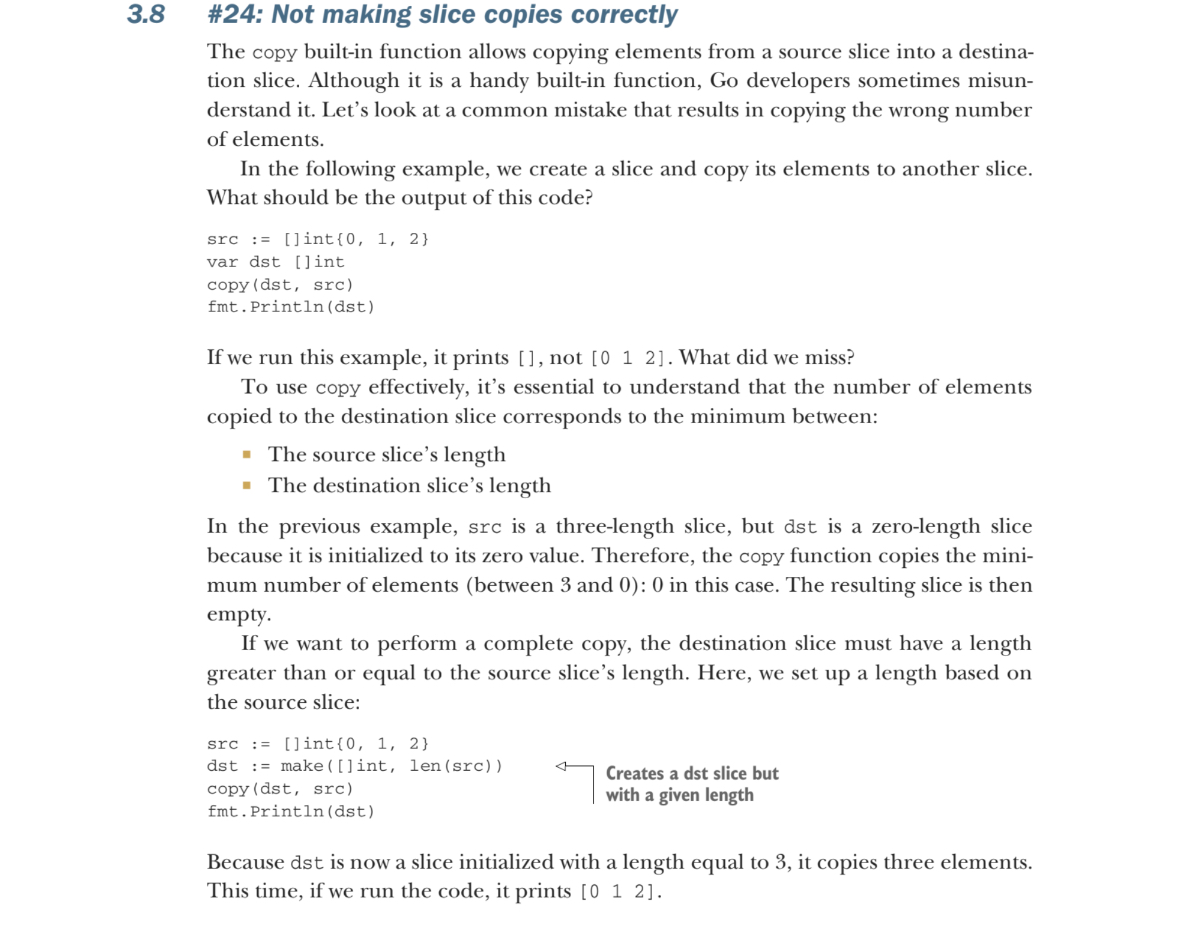 3.8 #24: Not making slice copies correctly
The copy built-in function allows copying elements from a source slice into a destina-
tion slice. Although it is a handy built-in function, Go developers sometimes misun-
derstand it. Let's look at a common mistake that results in copying the wrong number
of elements.
In the following example, we create a slice and copy its elements to another slice.
What should be the output of this code?
src := []int{0, 1, 2}
var dst []int
copy(dst, src)
fmt.Println(dst)
If we run this example, it prints [], not [0 1 2]. What did we miss?
To use copy effectively, it's essential to understand that the number of elements
copied to the destination slice corresponds to the minimum between:
▪ The source slice's length
▪ The destination slice's length
In the previous example, src is a three-length slice, but dst is a zero-length slice
because it is initialized to its zero value. Therefore, the copy function copies the mini-
mum number of elements (between 3 and 0): 0 in this case. The resulting slice is then
empty.
If we want to perform a complete copy, the destination slice must have a length
greater than or equal to the source slice's length. Here, we set up a length based on
the source slice:
src := []int{0, 1, 2}
dst := make([]int, len(src))
copy(dst, src)
fmt.Println(dst)
Creates a dst slice but
with a given length
Because dst is now a slice initialized with a length equal to 3, it copies three elements.
This time, if we run the code, it prints [0 1 2].